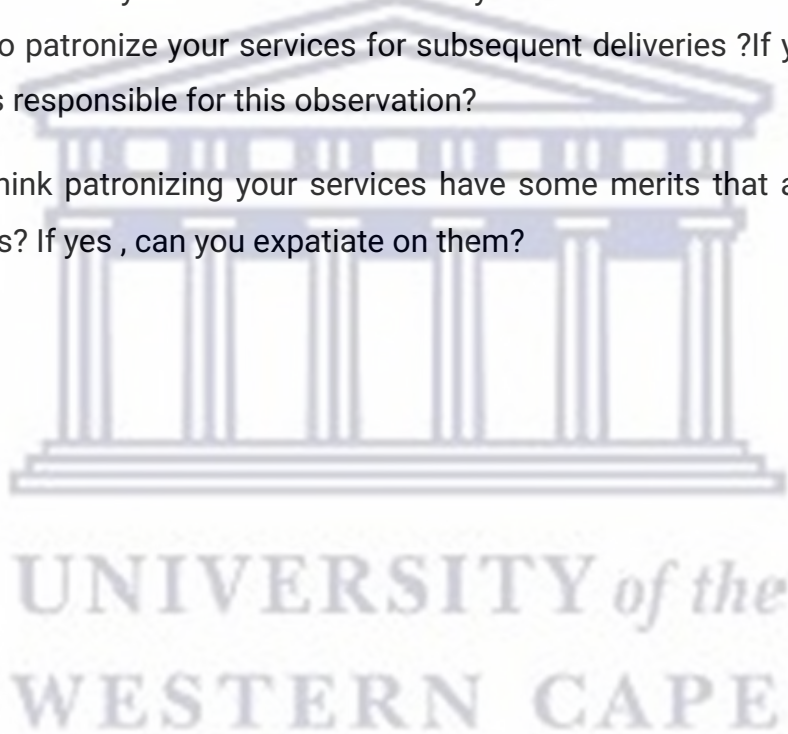 o patronize your services for subsequent deliveries ?If
s responsible for this observation?
hink patronizing your services have some merits that
s? If yes , can you expatiate on them?
UNIVERSITY of the
WESTERN CAPE